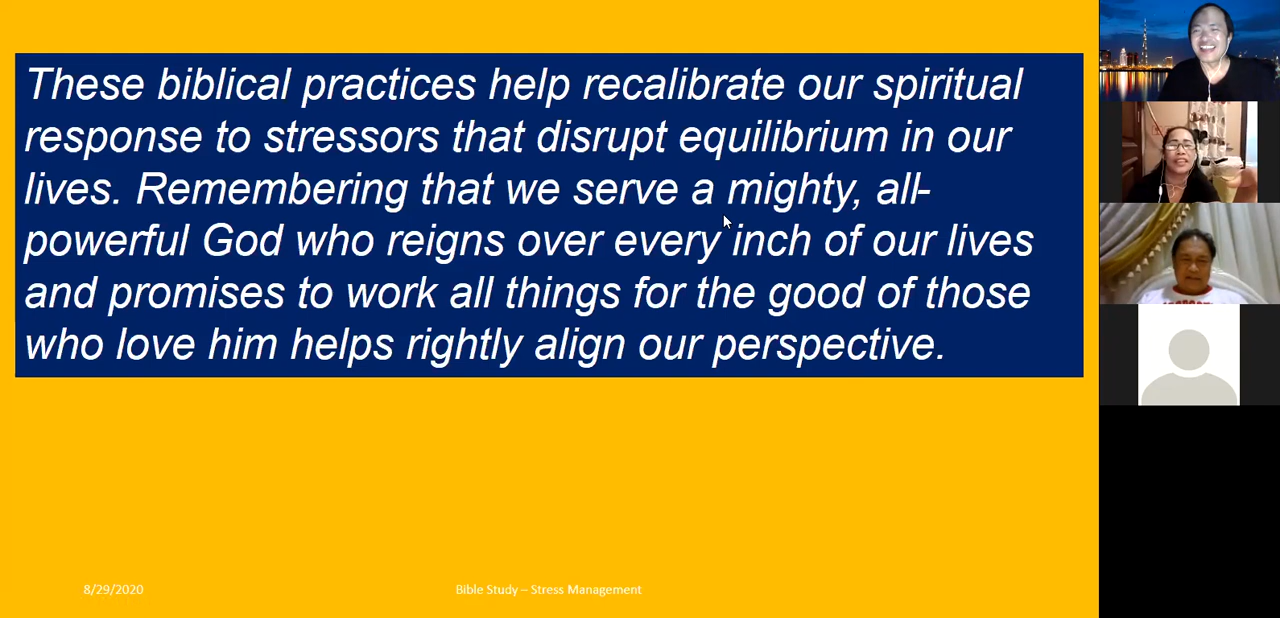 These biblical practices help recalibrate our spiritual
response to stressors that disrupt equilibrium in our
lives. Remembering that we serve a mighty, all-
powerful God who reigns over every inch of our lives
and promises to work all things for the good of those
who love him helps rightly align our perspective.
8/29/2020
Bible Study – Stress Management